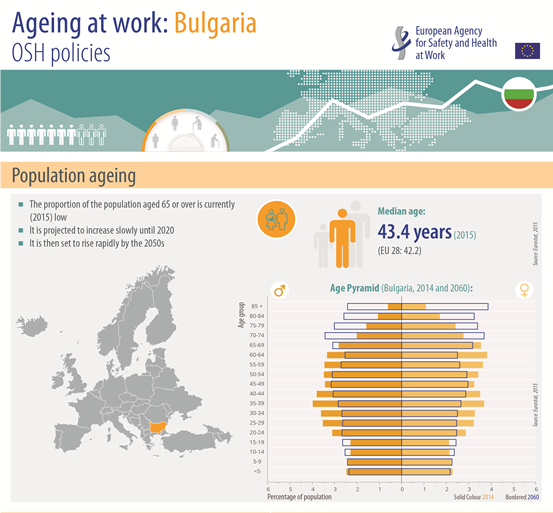 Ageing at work: Bulgaria
OSH policies
European Agency
for Safety and Health
at Work
Population ageing
The proportion of the population aged 65 or over is currently
(2015) low
It is projected to increase slowly until 2020
It is then set to rise rapidly by the 2050s
Median age:
43.4 years (2015)
(EU 28: 42.2)
Source: Eurostat, 2015
Age Pyramid (Bulgaria, 2014 and 2060):
♂
♀
Age group
85 +
80-84
75-79
70-74
65-69
60-64
55-59
50-54
45-49
40-44
35-39
30-34
25-29
20-24
15-19
10-14
5-9
<5
6 5 4 3 2 1 0 1 2 3 4 5 6
Percentage of population
Solid Colour 2014 Bordered 2060
Source: Eurostat, 2015